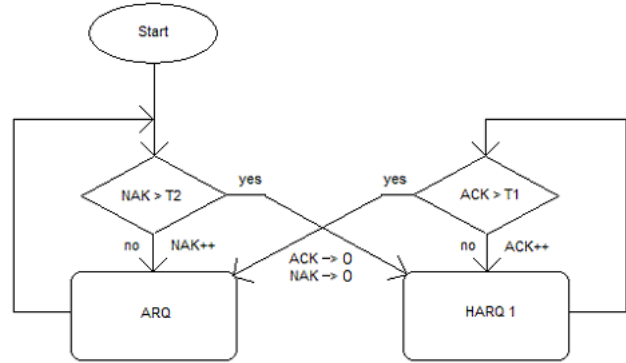 Start
NAK > T2
yes
yes
ACK > T1
no
NAK++
ACK –> 0
NAK –> 0
no
ACK++
ARQ
HARQ 1